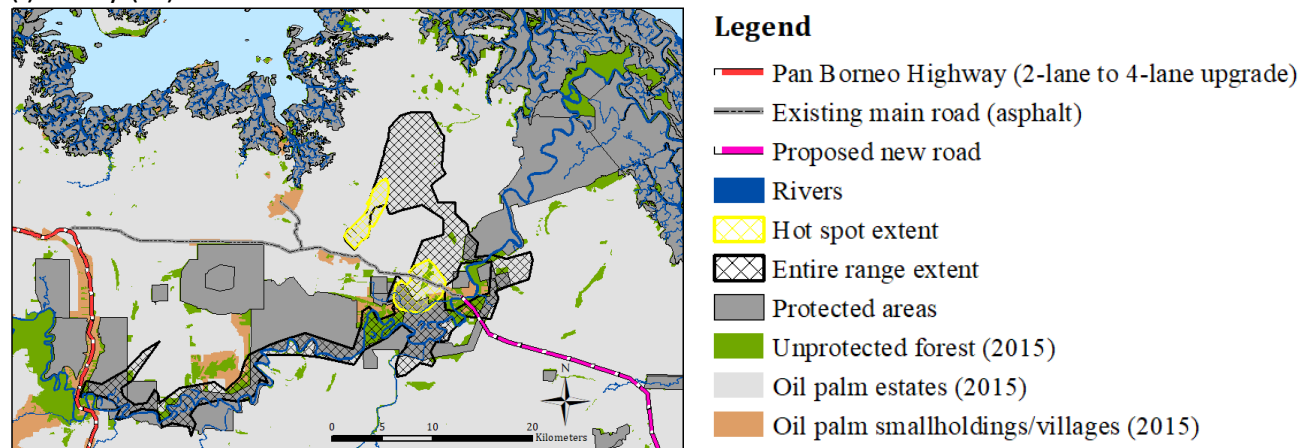 Legend
Pan Borneo Highway (2-lane to 4-lane upgrade)
Existing main road (asphalt)
Proposed new road
Rivers
Hot spot extent
Entire range extent
Protected areas
Unprotected forest (2015)
Oil palm estates (2015)
Oil palm smallholdings/villages (2015)
N
0 5 10 20
Kilometers